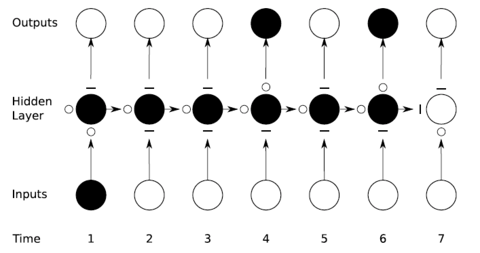 Outputs
Hidden
Layer
Inputs
Time 1 2 3 4 5 6 7